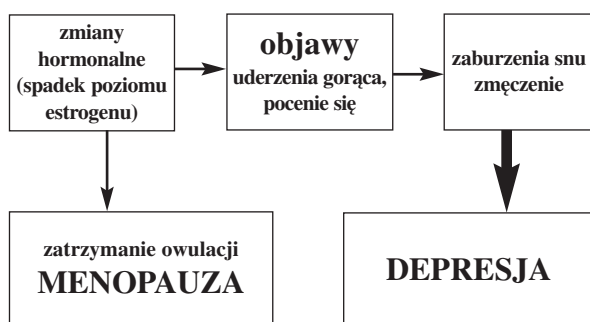 zmiany
hormonalne
(spadek poziomu
estrogenu)
objawy
uderzenia gorąca,
pocenie się
zaburzenia snu
zmęczenie
zatrzymanie owulacji
MENOPAUZA
DEPRESJA